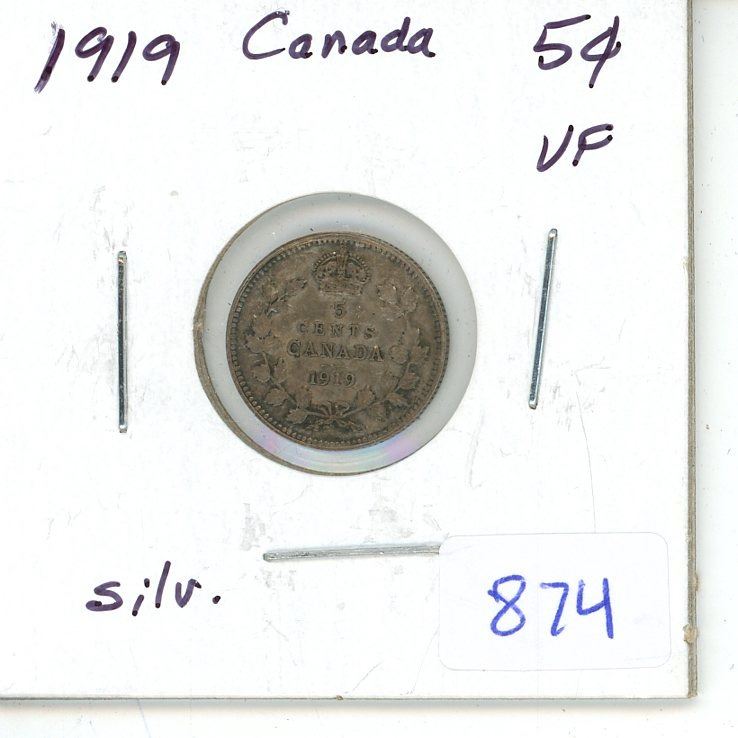 1919 Canada 5¢
VF
5
CENTS
CANADA
1919
silv.
874